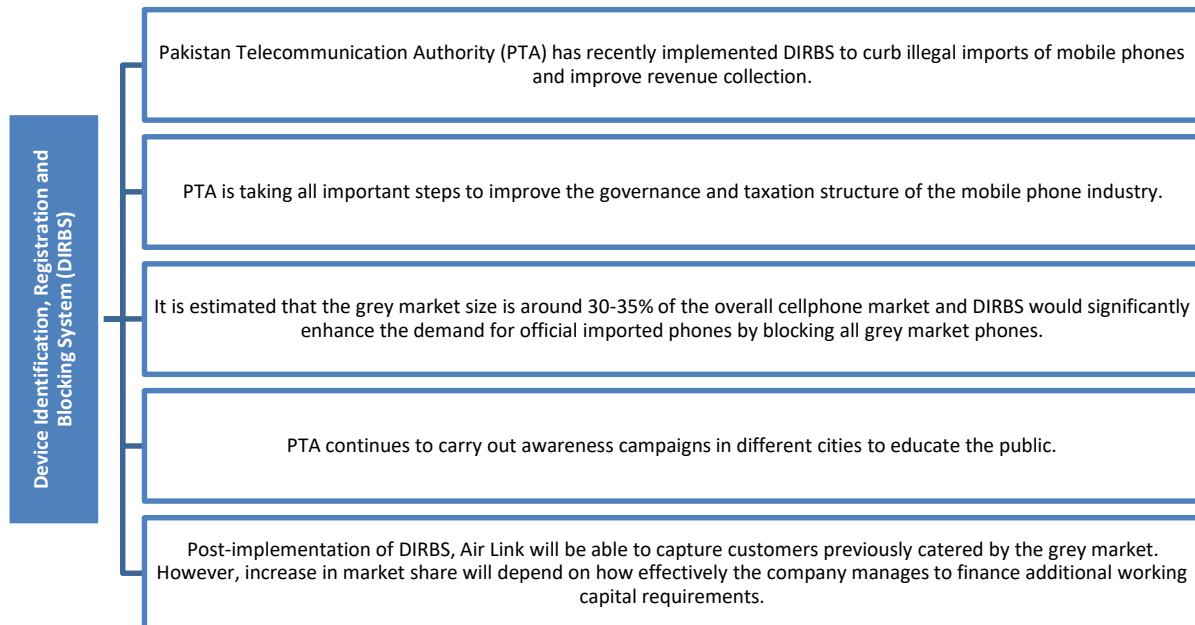 Device Identification, Registration and
Blocking System (DIRBS)
Pakistan Telecommunication Authority (PTA) has recently implemented DIRBS to curb illegal imports of mobile phones
and improve revenue collection.
PTA is taking all important steps to improve the governance and taxation structure of the mobile phone industry.
It is estimated that the grey market size is around 30-35% of the overall cellphone market and DIRBS would significantly
enhance the demand for official imported phones by blocking all grey market phones.
PTA continues to carry out awareness campaigns in different cities to educate the public.
Post-implementation of DIRBS, Air Link will be able to capture customers previously catered by the grey market.
However, increase in market share will depend on how effectively the company manages to finance additional working
capital requirements.